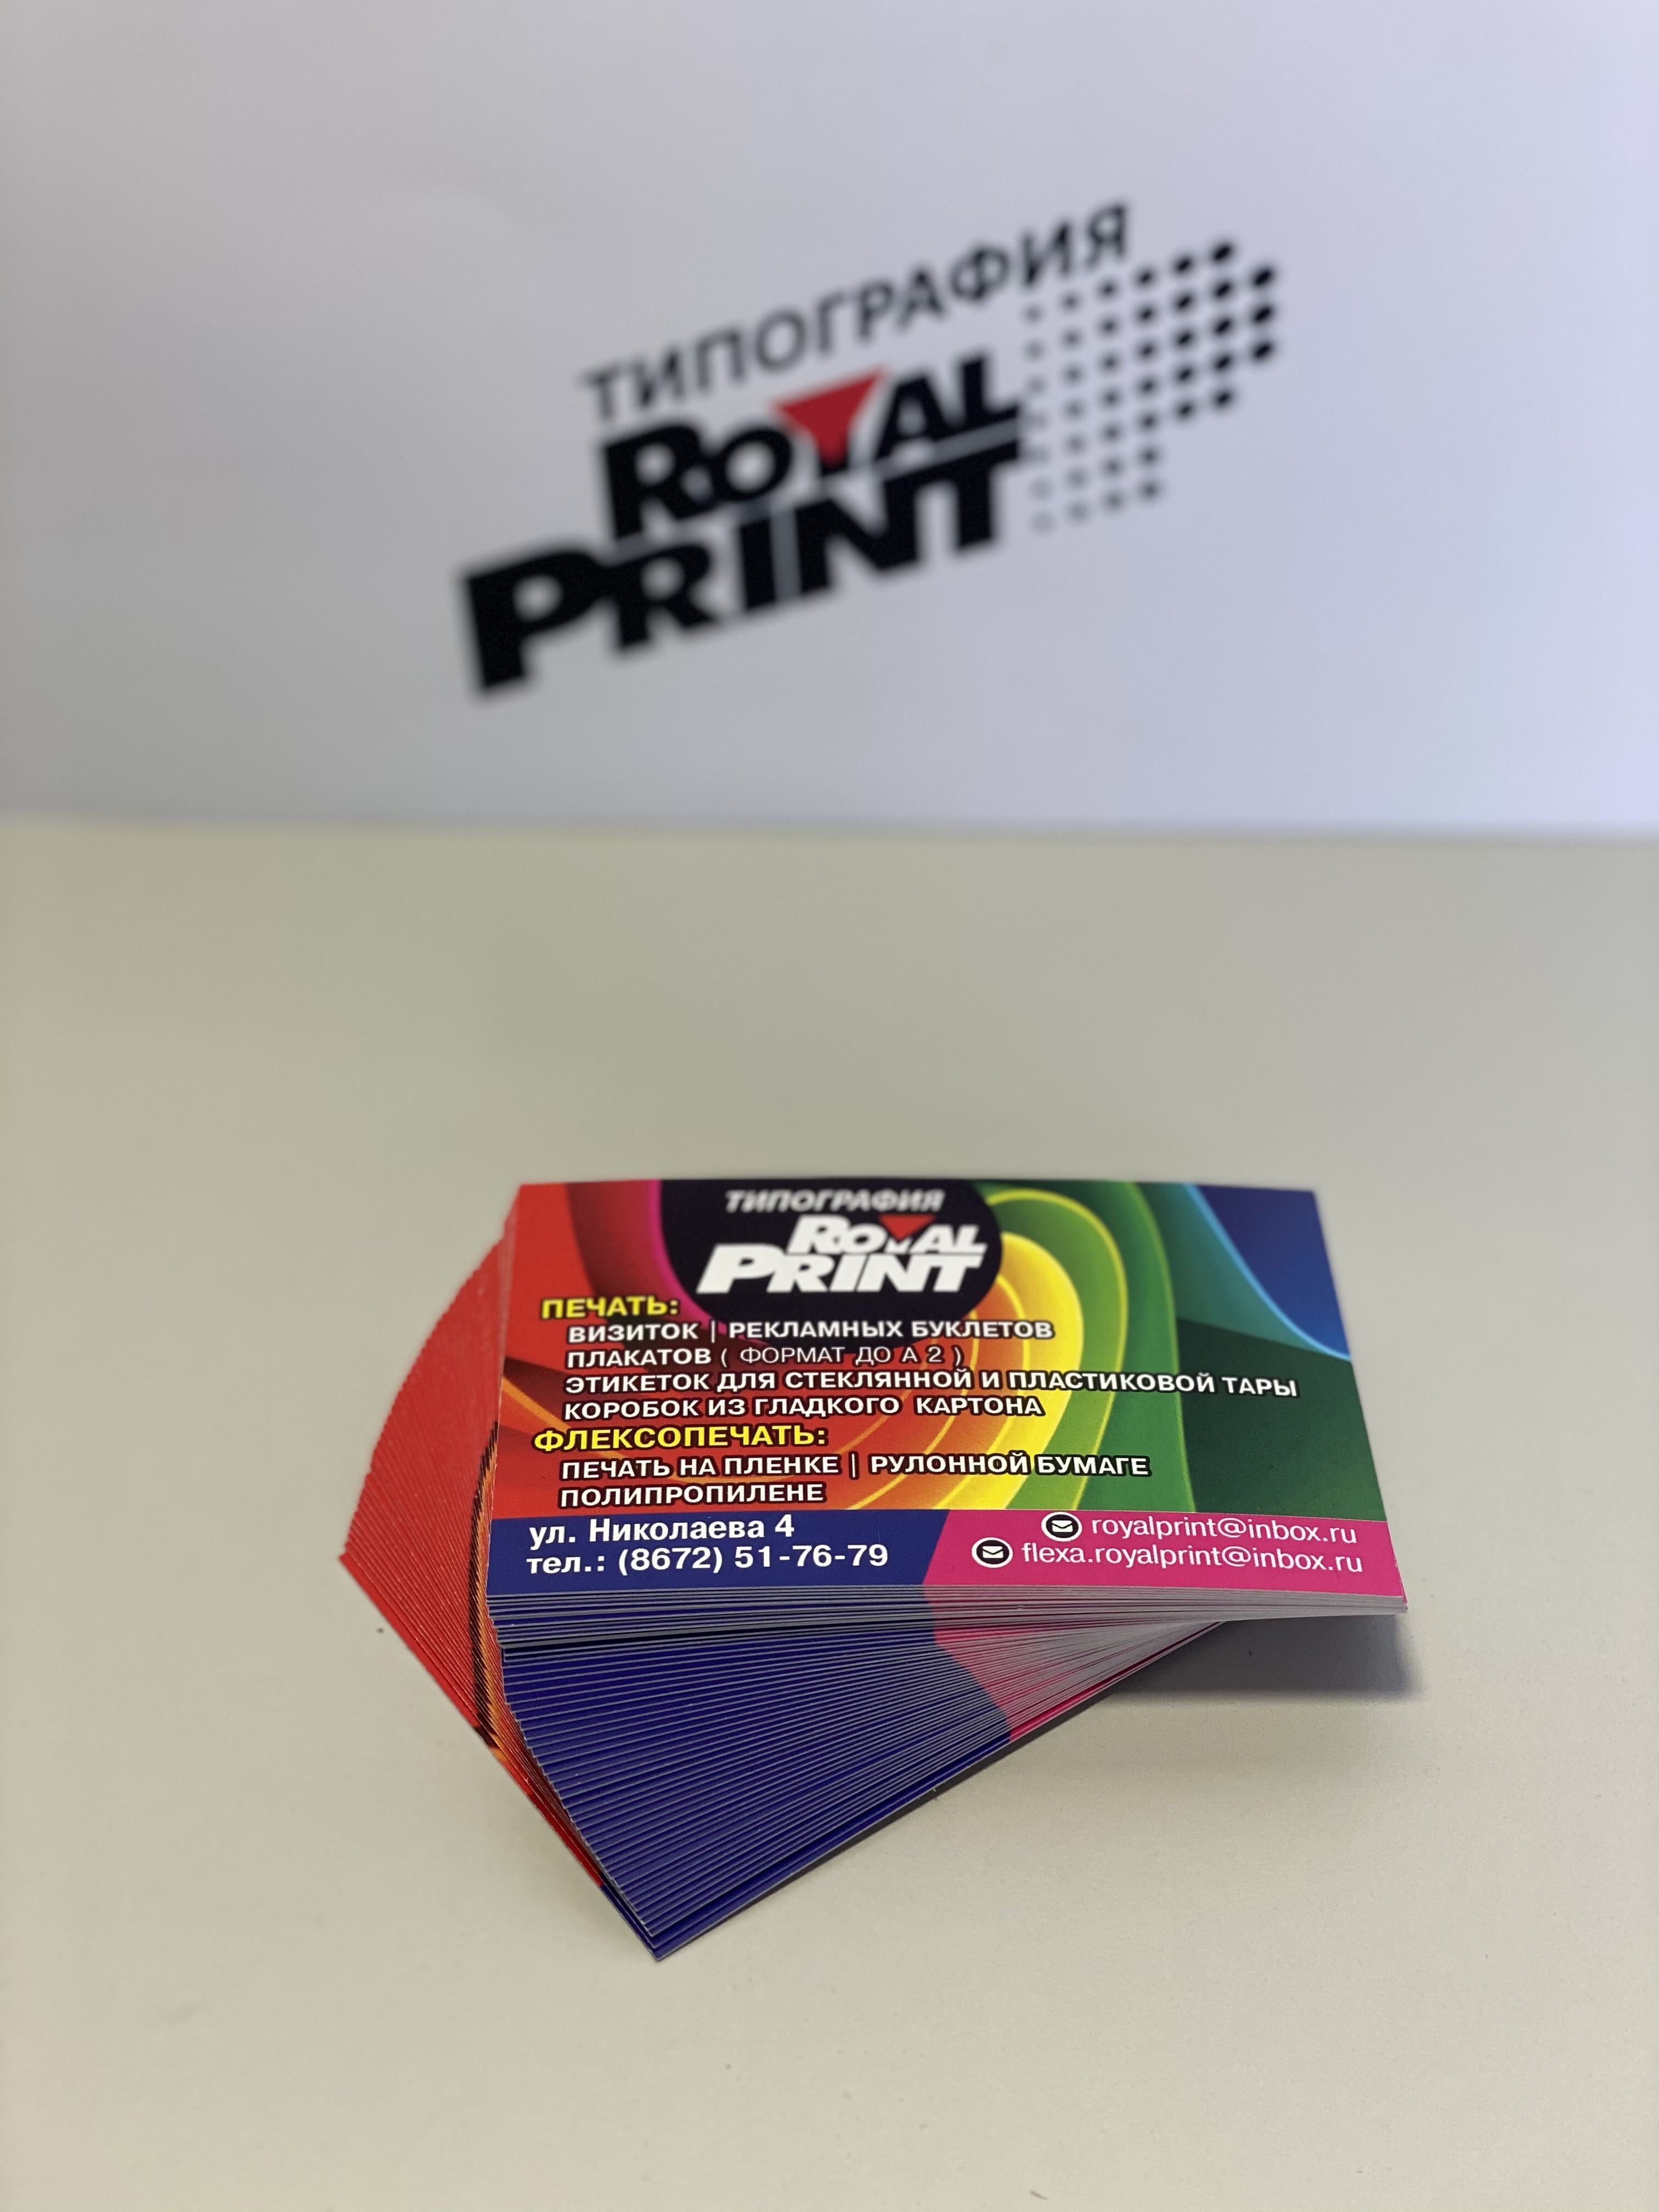 ТИПОГРАФИЯ
ROYAL
PRINT
ТИПОГРАФИЯ
ROYAL
PRINT
ПЕЧАТЬ:
ВИЗИТОК | РЕКЛАМНЫХ БУКЛЕТОВ
ПЛАКАТОВ ( ФОРМАТ ДО А 2 )
ЭТИКЕТОК ДЛЯ СТЕКЛЯННОЙ И ПЛАСТИКОВОЙ ТАРЫ
КОРОБОК ИЗ ГЛАДКОГО КАРТОНА
ФЛЕКСОПЕЧАТЬ:
ПЕЧАТЬ НА ПЛЕНКЕ | РУЛОННОЙ БУМАГЕ
ПОЛИПРОПИЛЕНЕ
ул. Николаева 4
тел.: (8672) 51-76-79
royalprint@inbox.ru
flexa.royalprint@inbox.ru